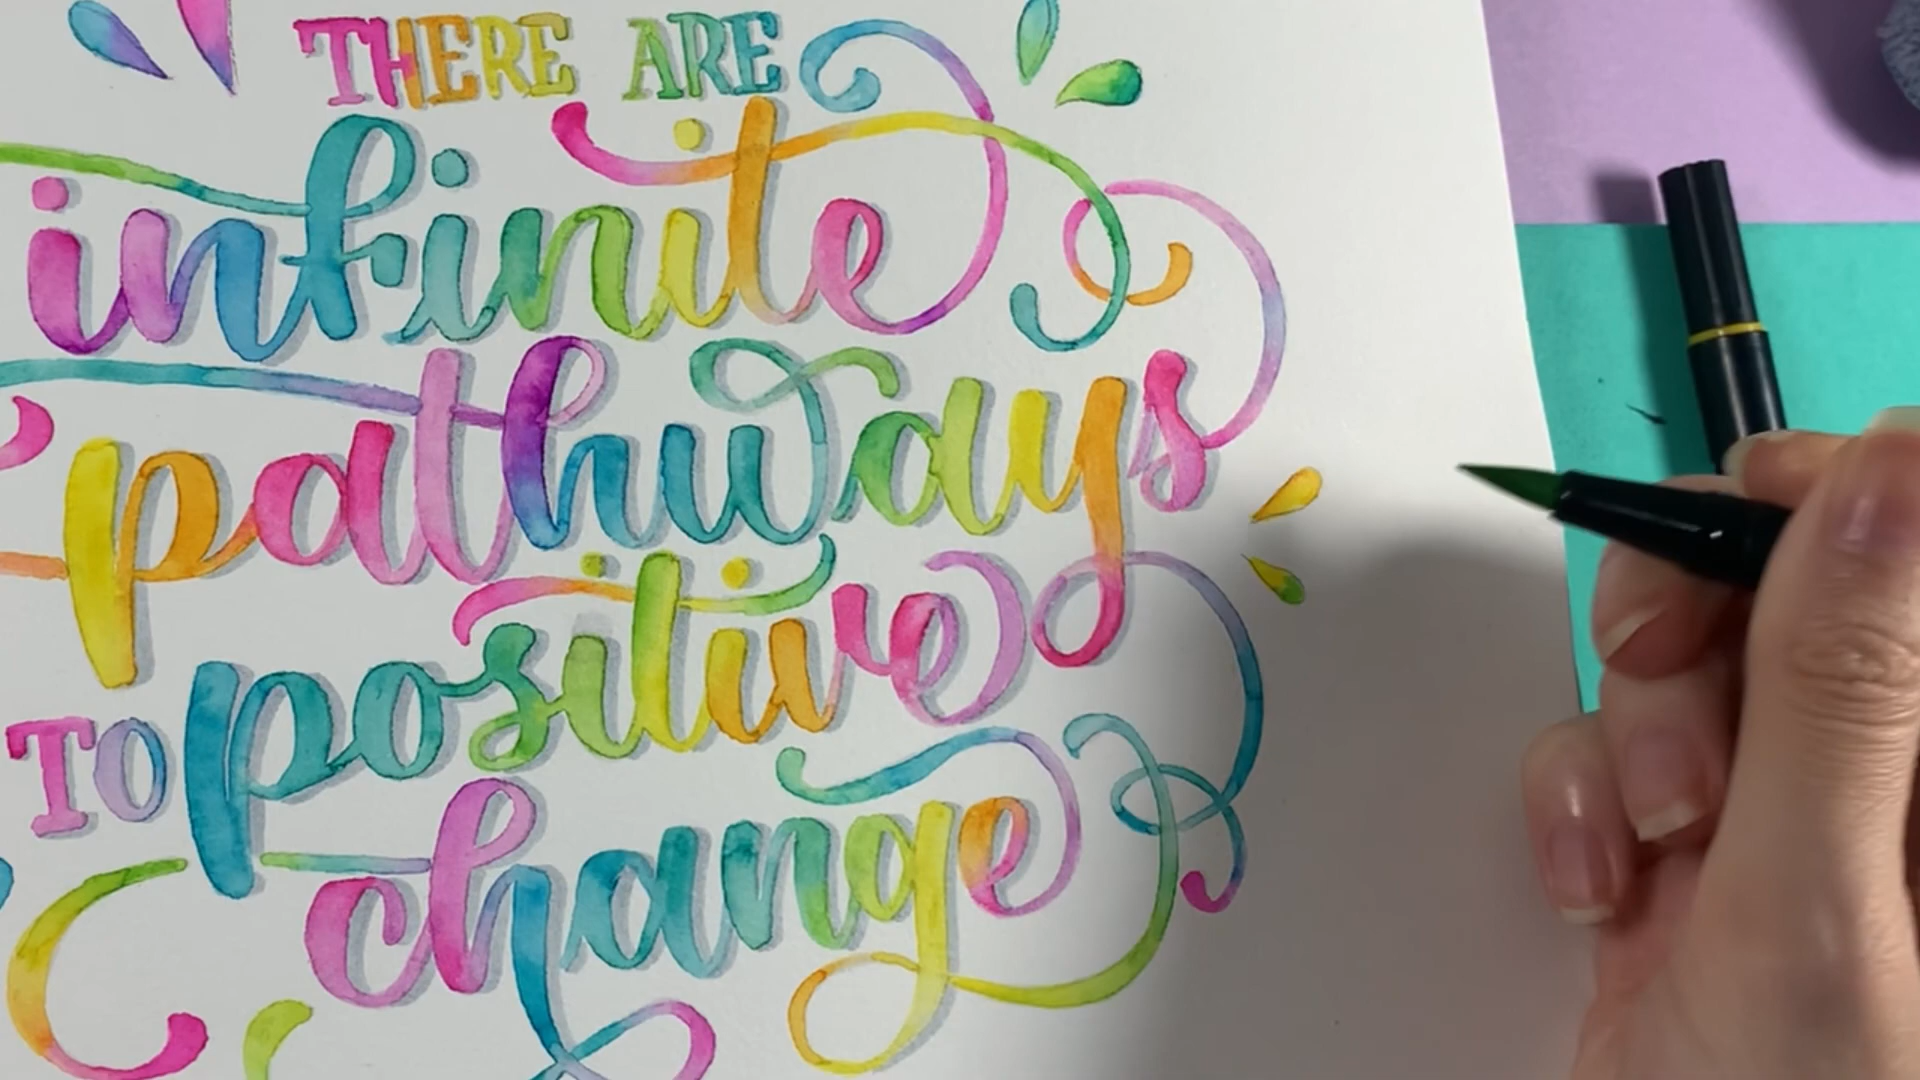 THERE ARE
infinite
pathways
TO positive
change